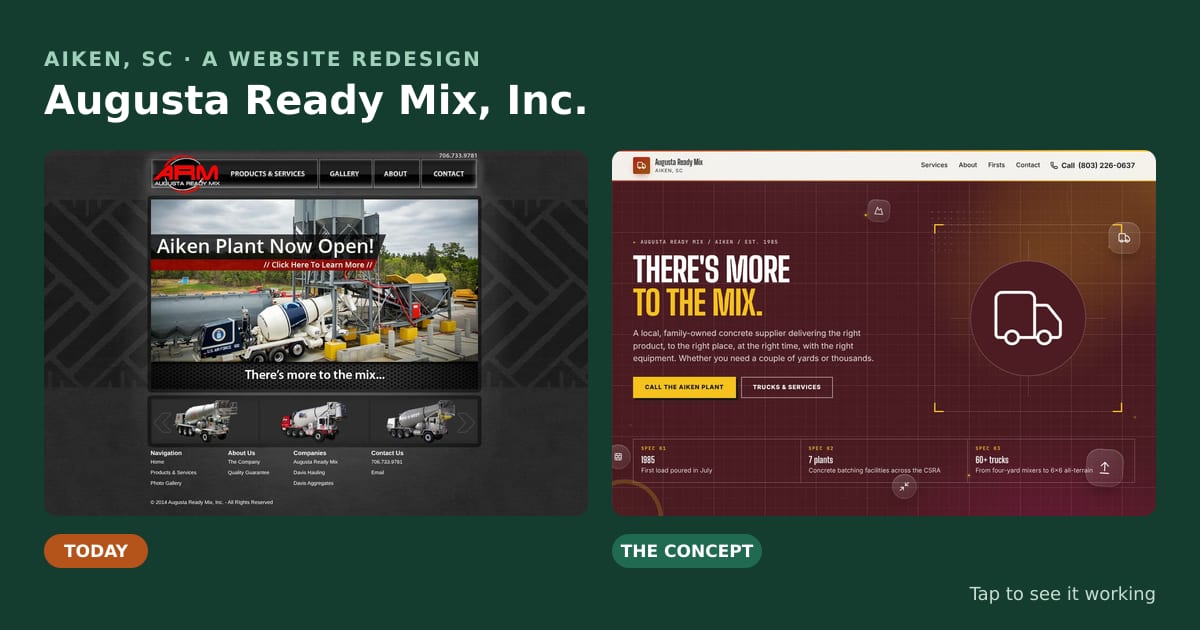 AIKEN, SC · A WEBSITE REDESIGN
Augusta Ready Mix, Inc.
706.733.9781
ARM
AUGUSTA READY MIX
PRODUCTS & SERVICES
GALLERY
ABOUT
CONTACT
Aiken Plant Now Open!
// Click Here To Learn More //
U.S. AIR FORCE
There's more to the mix...
Navigation
Home
Products & Services
Photo Gallery
About Us
The Company
Quality Guarantee
Companies
Augusta Ready Mix
Davis Hauling
Davis Aggregates
Contact Us
706.733.9781
Email
© 2014 Augusta Ready Mix, Inc. - All Rights Reserved
Augusta Ready Mix
AIKEN, SC
Services
About
Firsts
Contact
Call (803) 226-0637
AUGUSTA READY MIX / AIKEN / EST. 1985
THERE'S MORE
TO THE MIX.
A local, family-owned concrete supplier delivering the right
product, to the right place, at the right time, with the right
equipment. Whether you need a couple of yards or thousands.
CALL THE AIKEN PLANT
TRUCKS & SERVICES
SPEC 01
1985
First load poured in July
SPEC 02
7 plants
Concrete batching facilities across the CSRA
SPEC 03
60+ trucks
From four-yard mixers to 6×6 all-terrain
TODAY
THE CONCEPT
Tap to see it working